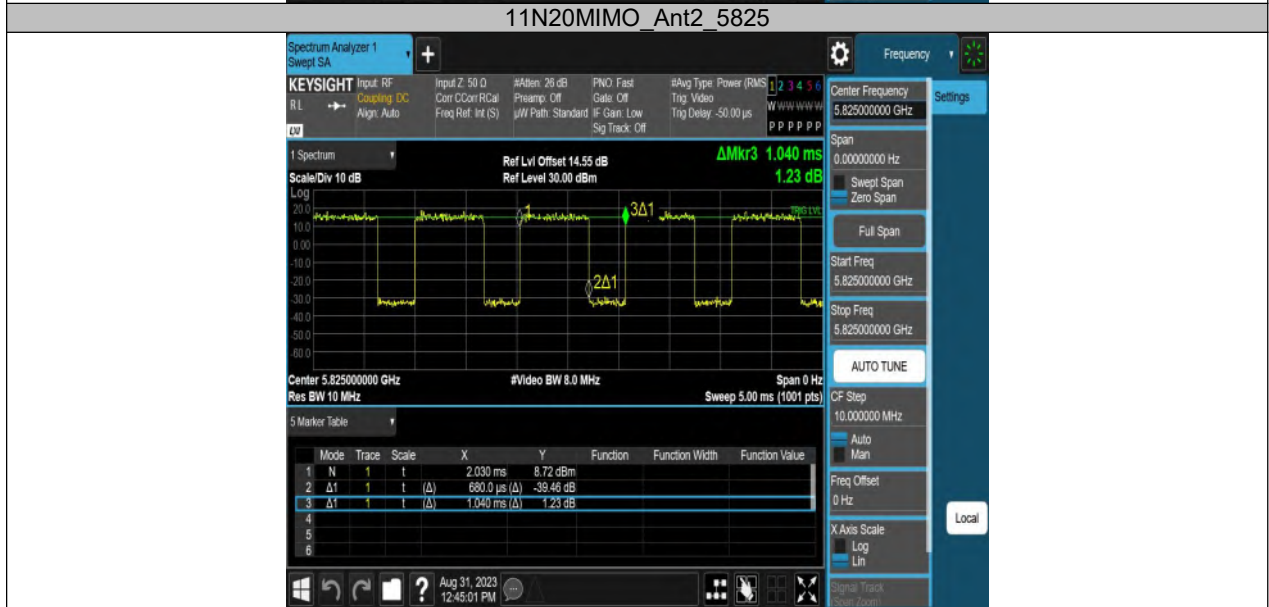 11N20MIMO_Ant2_5825
Spectrum Analyzer 1
Swept SA
+
Frequency
KEYSIGHT
RL
LXI
Input: RF
Coupling: DC
Align: Auto
Input Z: 50 Ω
Corr CCorr RCal
Freq Ref: Int (S)
#Atten: 26 dB
Preamp: Off
µW Path: Standard
PNO: Fast
Gate: Off
IF Gain: Low
Sig Track: Off
#Avg Type: Power (RMS
Trig: Video
Trig Delay: -50.00 µs
1 2 3 4 5 6
W W W W W W
P P P P P P
1 Spectrum
Scale/Div 10 dB
Ref Lvl Offset 14.55 dB
Ref Level 30.00 dBm
ΔMkr3 1.040 ms
1.23 dB
Log
20.0
10.0
0.00
-10.0
-20.0
-30.0
-40.0
-50.0
-60.0
1
3Δ1
2Δ1
TRIG LVL
Center 5.825000000 GHz
#Video BW 8.0 MHz
Span 0 Hz
Res BW 10 MHz
Sweep 5.00 ms (1001 pts)
5 Marker Table
Mode Trace Scale X Y Function Function Width Function Value
1 N 1 t 2.030 ms 8.72 dBm
2 Δ1 1 t (Δ) 680.0 µs (Δ) -39.46 dB
3 Δ1 1 t (Δ) 1.040 ms (Δ) 1.23 dB
4
5
6
?
Aug 31, 2023
12:45:01 PM
Center Frequency
5.825000000 GHz
Settings
Span
0.00000000 Hz
Swept Span
Zero Span
Full Span
Start Freq
5.825000000 GHz
Stop Freq
5.825000000 GHz
AUTO TUNE
CF Step
10.000000 MHz
Auto
Man
Freq Offset
0 Hz
X Axis Scale
Log
Lin
Local
Signal Track
(Span Zoom)